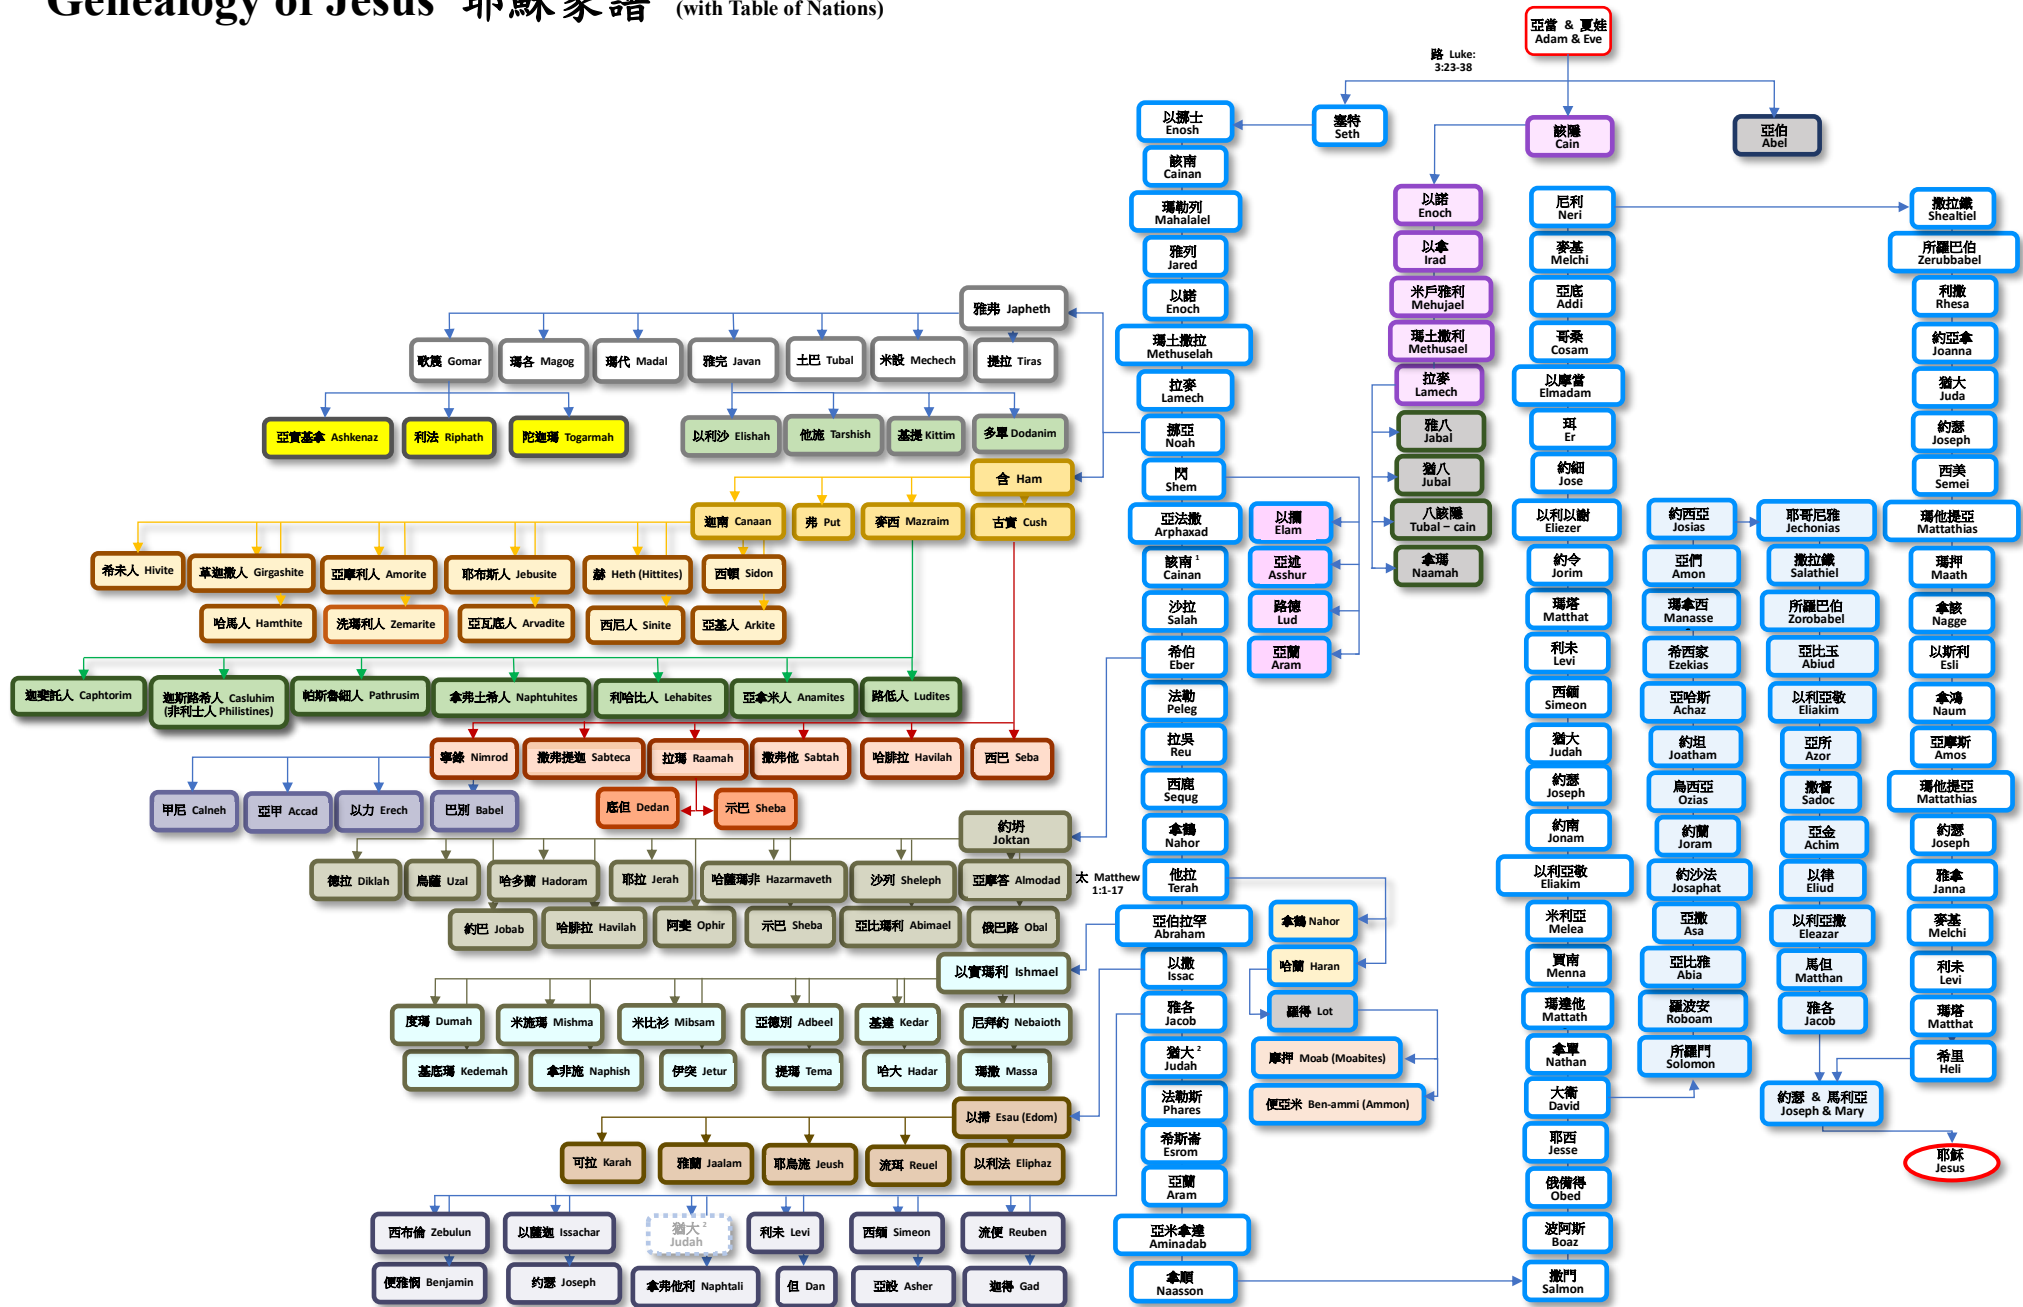 Genealogy of Jesus 耶穌家譜 (with Table of Nations)
亞當 & 夏娃
Adam & Eve
路 Luke:
3:23-38
以挪士
Enosh
塞特
Seth
該隱
Cain
亞伯
Abel
該南
Cainan
瑪勒列
Mahalalel
雅列
Jared
以諾
Enoch
瑪土撒拉
Methuselah
拉麥
Lamech
挪亞
Noah
閃
Shem
亞法撒
Arphaxad
該南 1
Cainan
沙拉
Salah
希伯
Eber
法勒
Peleg
拉吳
Reu
西鹿
Sequg
拿鶴
Nahor
太 Matthew
1:1-17
他拉
Terah
亞伯拉罕
Abraham
以撒
Issac
雅各
Jacob
猶大 2
Judah
法勒斯
Phares
希斯崙
Esrom
亞蘭
Aram
亞米拿達
Aminadab
拿順
Naasson
以諾
Enoch
以拿
Irad
米戶雅利
Mehujael
瑪土撒利
Methusael
拉麥
Lamech
雅八
Jabal
猶八
Jubal
八該隱
Tubal – cain
拿瑪
Naamah
以攔
Elam
亞述
Asshur
路德
Lud
亞蘭
Aram
拿鶴 Nahor
哈蘭 Haran
羅得 Lot
摩押 Moab (Moabites)
便亞米 Ben-ammi (Ammon)
尼利
Neri
麥基
Melchi
亞底
Addi
哥桑
Cosam
以摩當
Elmadam
珥
Er
約細
Jose
以利以謝
Eliezer
約令
Jorim
瑪塔
Matthat
利未
Levi
西緬
Simeon
猶大
Judah
約瑟
Joseph
約南
Jonam
以利亞敬
Eliakim
米利亞
Melea
買南
Menna
瑪達他
Mattath
拿單
Nathan
大衛
David
耶西
Jesse
俄備得
Obed
波阿斯
Boaz
撒門
Salmon
約西亞
Josias
亞們
Amon
瑪拿西
Manasse
希西家
Ezekias
亞哈斯
Achaz
約坦
Joatham
烏西亞
Ozias
約蘭
Joram
約沙法
Josaphat
亞撒
Asa
亞比雅
Abia
羅波安
Roboam
所羅門
Solomon
耶哥尼雅
Jechonias
撒拉鐵
Salathiel
所羅巴伯
Zorobabel
亞比玉
Abiud
以利亞敬
Eliakim
亞所
Azor
撒督
Sadoc
亞金
Achim
以律
Eliud
以利亞撒
Eleazar
馬但
Matthan
雅各
Jacob
約瑟 & 馬利亞
Joseph & Mary
撒拉鐵
Shealtiel
所羅巴伯
Zerubbabel
利撒
Rhesa
約亞拿
Joanna
猶大
Juda
約瑟
Joseph
西美
Semei
瑪他提亞
Mattathias
瑪押
Maath
拿該
Nagge
以斯利
Esli
拿鴻
Naum
亞摩斯
Amos
瑪他提亞
Mattathias
約瑟
Joseph
雅拿
Janna
麥基
Melchi
利未
Levi
瑪塔
Matthat
希里
Heli
耶穌
Jesus
雅弗 Japheth
歌篾 Gomar
瑪各 Magog
瑪代 Madal
雅完 Javan
土巴 Tubal
米設 Mechech
提拉 Tiras
亞實基拿 Ashkenaz
利法 Riphath
陀迦瑪 Togarmah
以利沙 Elishah
他施 Tarshish
基提 Kittim
多單 Dodanim
含 Ham
迦南 Canaan
弗 Put
麥西 Mazraim
古實 Cush
希未人 Hivite
革迦撒人 Girgashite
亞摩利人 Amorite
耶布斯人 Jebusite
赫 Heth (Hittites)
西頓 Sidon
哈馬人 Hamthite
洗瑪利人 Zemarite
亞瓦底人 Arvadite
西尼人 Sinite
亞基人 Arkite
迦斐託人 Caphtorim
迦斯路希人 Casluhim
(非利士人 Philistines)
帕斯魯細人 Pathrusim
拿弗土希人 Naphtuhites
利哈比人 Lehabites
亞拿米人 Anamites
路低人 Ludites
寧錄 Nimrod
撒弗提迦 Sabteca
拉瑪 Raamah
撒弗他 Sabtah
哈腓拉 Havilah
西巴 Seba
甲尼 Calneh
亞甲 Accad
以力 Erech
巴別 Babel
底但 Dedan
示巴 Sheba
約坍
Joktan
德拉 Diklah
烏薩 Uzal
哈多蘭 Hadoram
耶拉 Jerah
哈薩瑪非 Hazarmaveth
沙列 Sheleph
亞摩答 Almodad
約巴 Jobab
哈腓拉 Havilah
阿斐 Ophir
示巴 Sheba
亞比瑪利 Abimael
俄巴路 Obal
以實瑪利 Ishmael
度瑪 Dumah
米施瑪 Mishma
米比衫 Mibsam
亞德別 Adbeel
基達 Kedar
尼拜約 Nebaioth
基底瑪 Kedemah
拿非施 Naphish
伊突 Jetur
提瑪 Tema
哈大 Hadar
瑪撒 Massa
以掃 Esau (Edom)
可拉 Karah
雅蘭 Jaalam
耶烏施 Jeush
流珥 Reuel
以利法 Eliphaz
西布倫 Zebulun
以薩迦 Issachar
猶大 2
Judah
利未 Levi
西缅 Simeon
流便 Reuben
便雅憫 Benjamin
約瑟 Joseph
拿弗他利 Naphtali
但 Dan
亞設 Asher
迦得 Gad